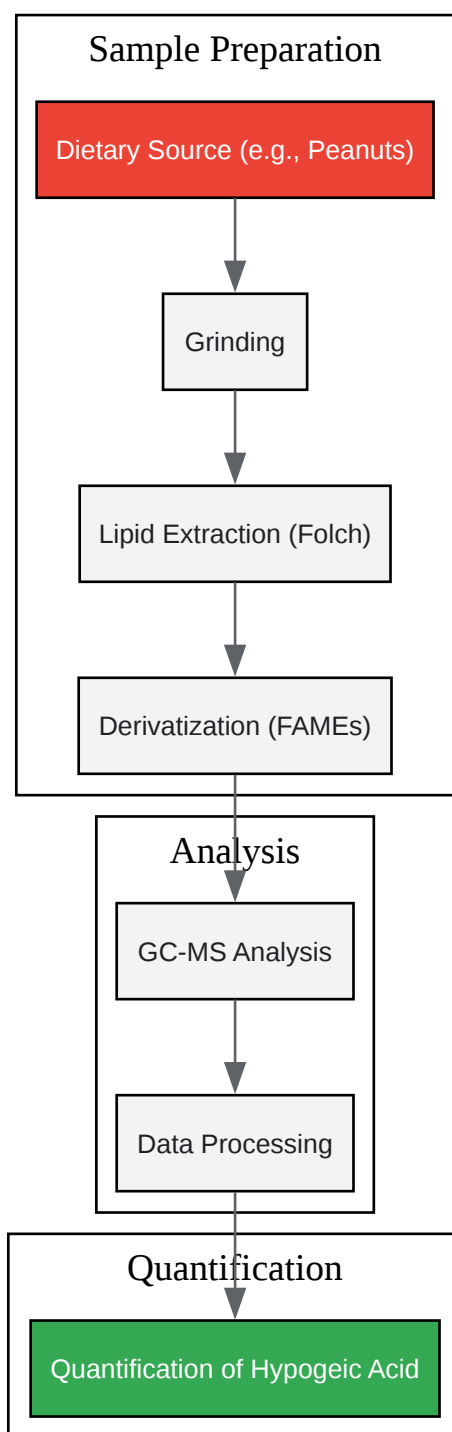 Sample Preparation
Dietary Source (e.g., Peanuts)
Grinding
Lipid Extraction (Folch)
Derivatization (FAMEs)
Analysis
GC-MS Analysis
Data Processing
Quantification
Quantification of Hypogeic Acid